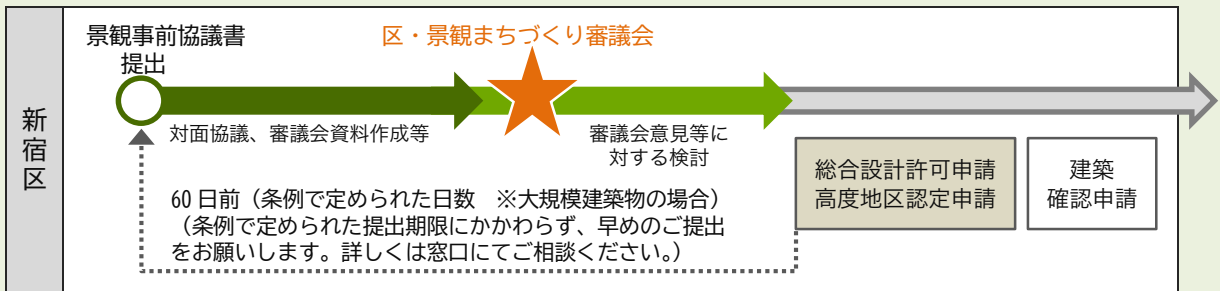 新宿区
景観事前協議書
提出
区・景観まちづくり審議会
対面協議、審議会資料作成等
審議会意見等に
対する検討
60日前（条例で定められた日数　※大規模建築物の場合）
（条例で定められた提出期限にかかわらず、早めのご提出
をお願いします。詳しくは窓口にてご相談ください。）
総合設計許可申請
高度地区認定申請
建築
確認申請